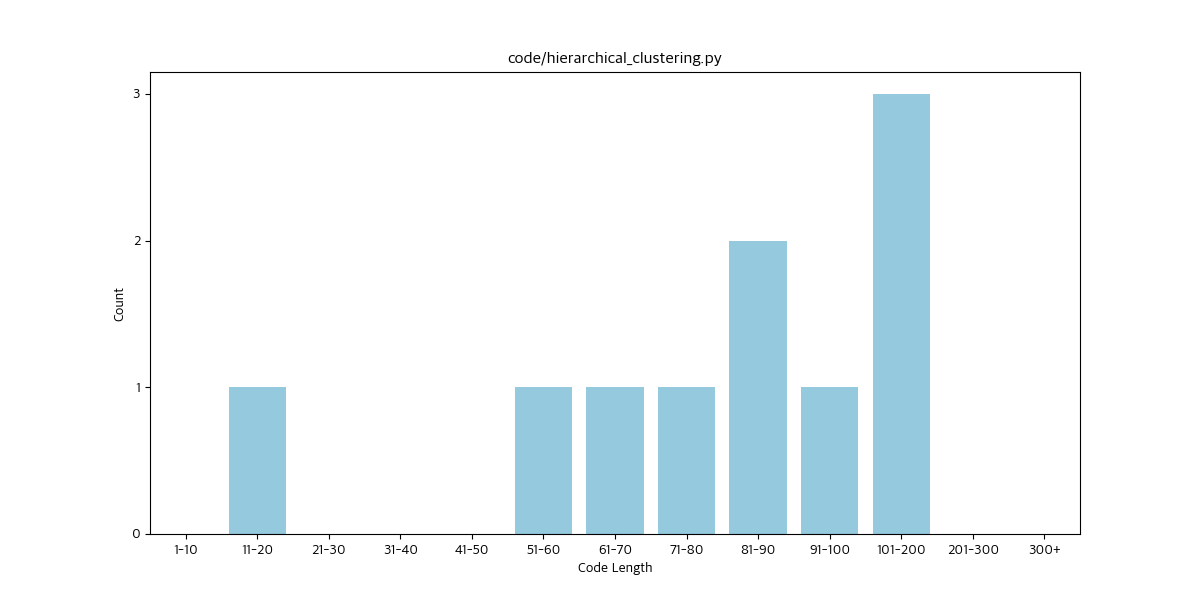 code/hierarchical_clustering.py
3
2
1
0
Count
1-10 11-20 21-30 31-40 41-50 51-60 61-70 71-80 81-90 91-100 101-200 201-300 300+
Code Length